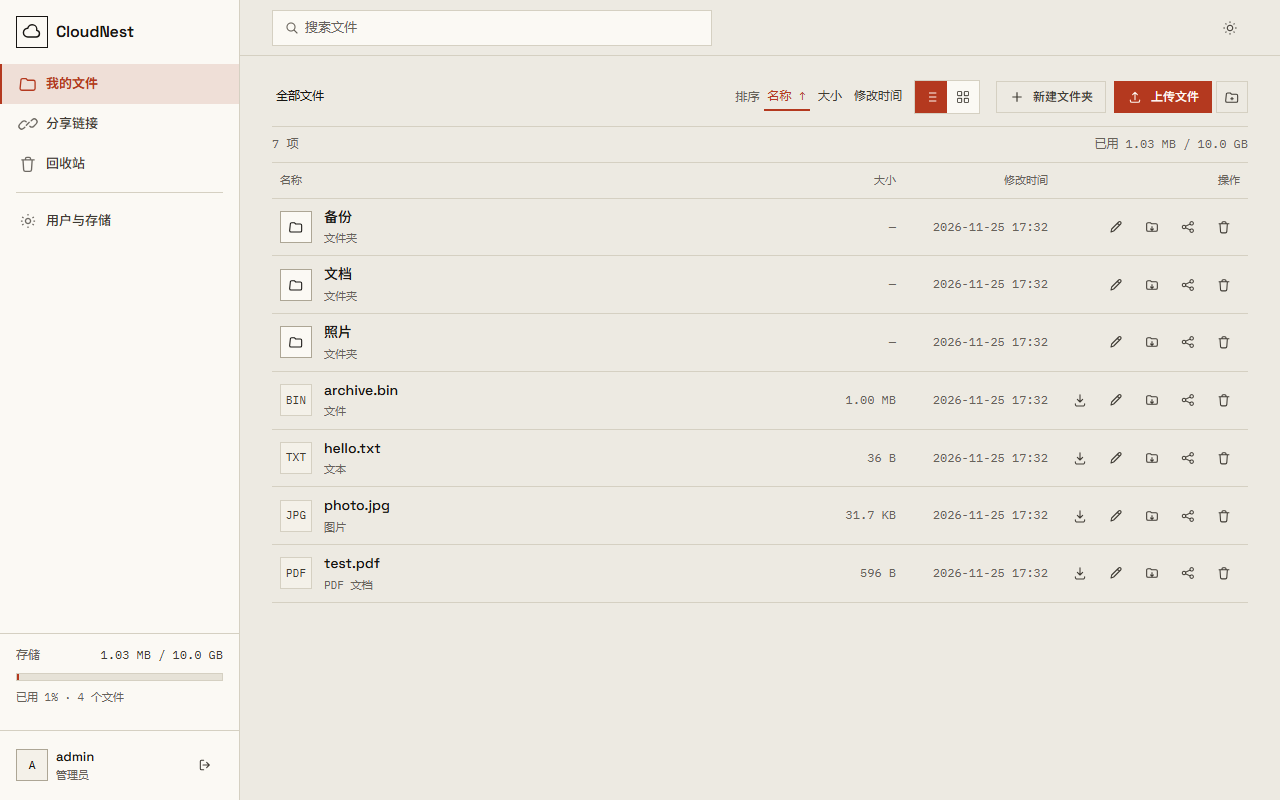 CloudNest
搜索文件
我的文件
分享链接
回收站
用户与存储
全部文件
排序 名称 ↑ 大小 修改时间
新建文件夹
上传文件
7 项
已用 1.03 MB / 10.0 GB
名称 大小 修改时间 操作
备份
文件夹
— 2026-11-25 17:32
文档
文件夹
— 2026-11-25 17:32
照片
文件夹
— 2026-11-25 17:32
BIN
archive.bin
文件
1.00 MB 2026-11-25 17:32
TXT
hello.txt
文本
36 B 2026-11-25 17:32
JPG
photo.jpg
图片
31.7 KB 2026-11-25 17:32
PDF
test.pdf
PDF 文档
596 B 2026-11-25 17:32
存储 1.03 MB / 10.0 GB
已用 1% · 4 个文件
A
admin
管理员